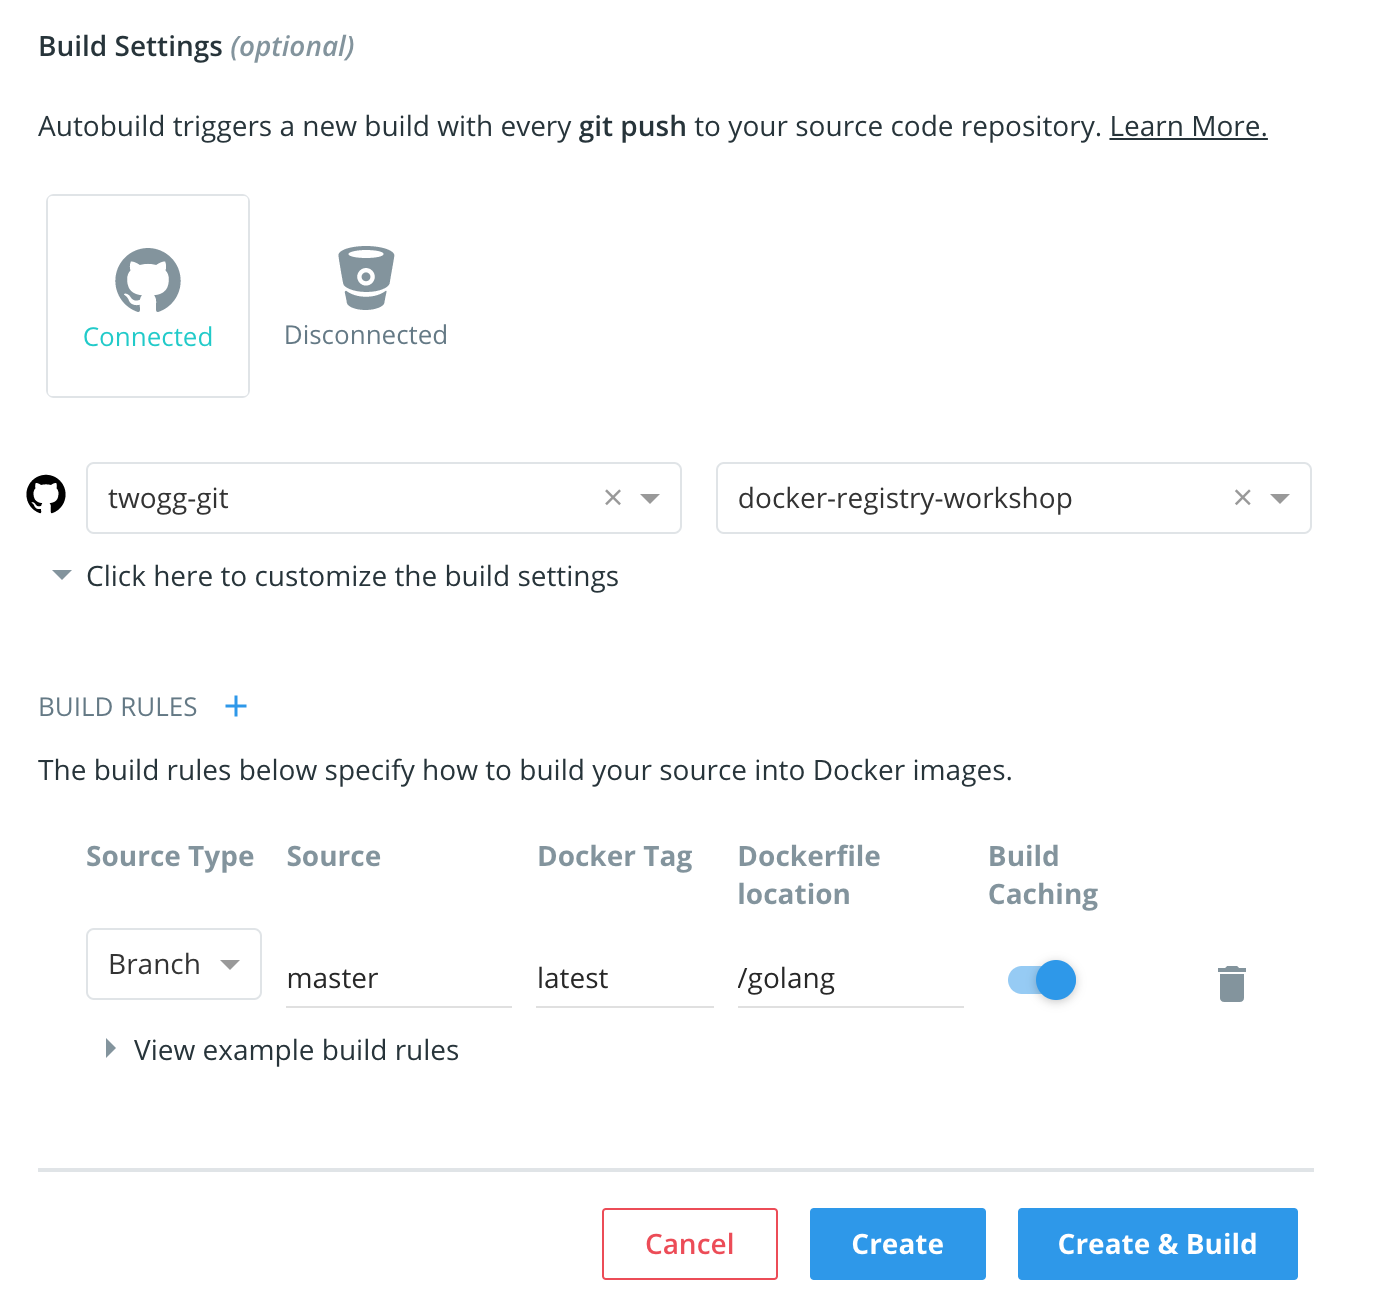 Build Settings (optional)
Autobuild triggers a new build with every git push to your source code repository. Learn More.
Connected
Disconnected
twogg-git
docker-registry-workshop
Click here to customize the build settings
BUILD RULES +
The build rules below specify how to build your source into Docker images.
Source Type Source Docker Tag Dockerfile location Build Caching
Branch master latest /golang
View example build rules
Cancel Create Create & Build